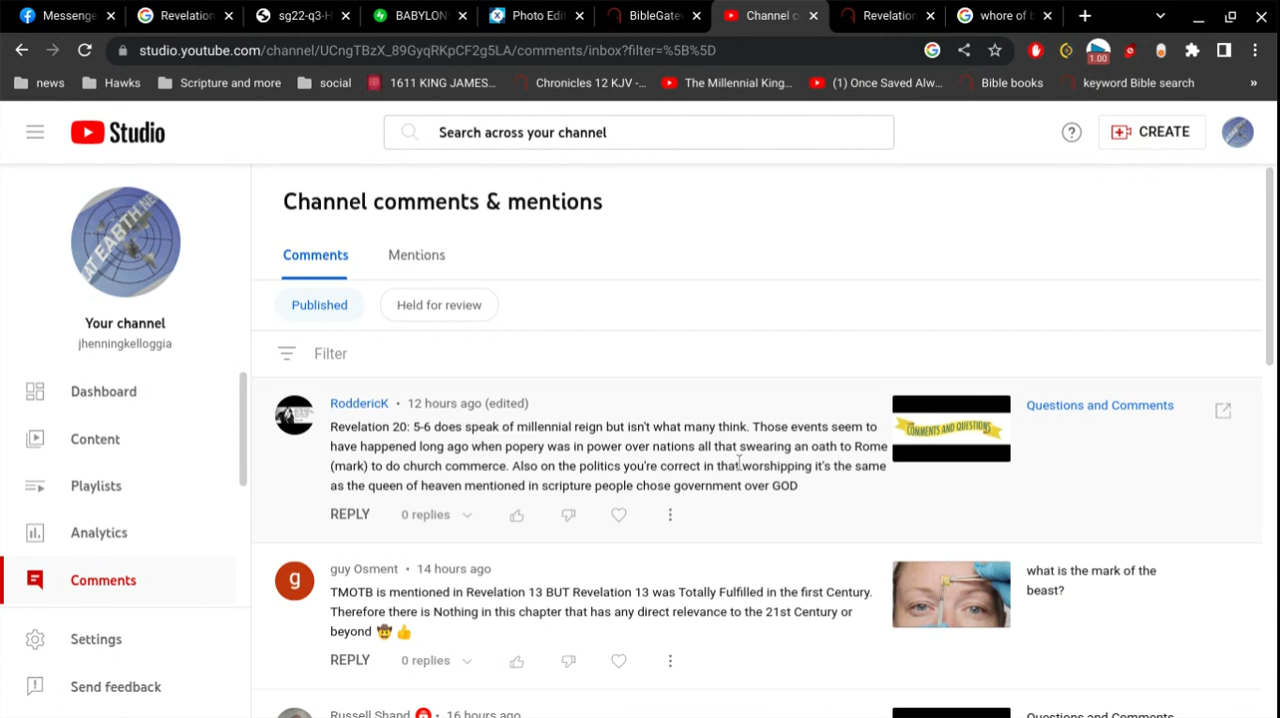 Messenge
Revelation
sg22-q3-H
BABYLON
Photo Edi
BibleGate
Channel c
Revelation
whore of b
studio.youtube.com/channel/UCngTBzX_89GyqRKpCF2g5LA/comments/inbox?filter=%5B%5D
1.00
news
Hawks
Scripture and more
social
1611 KING JAMES...
Chronicles 12 KJV -...
The Millennial King...
(1) Once Saved Alw...
Bible books
keyword Bible search
»
Studio
Search across your channel
CREATE
Channel comments & mentions
Comments
Mentions
Published
Held for review
Filter
Your channel
jhenningkelloggia
Dashboard
Content
Playlists
Analytics
Comments
Settings
Send feedback
RoddericK • 12 hours ago (edited)
Revelation 20: 5-6 does speak of millennial reign but isn't what many think. Those events seem to
have happened long ago when popery was in power over nations all that swearing an oath to Rome
(mark) to do church commerce. Also on the politics you're correct in that worshipping it's the same
as the queen of heaven mentioned in scripture people chose government over GOD
REPLY 0 replies
COMMENTS AND QUESTIONS
Questions and Comments
g
guy Osment • 14 hours ago
TMOTB is mentioned in Revelation 13 BUT Revelation 13 was Totally Fulfilled in the first Century.
Therefore there is Nothing in this chapter that has any direct relevance to the 21st Century or
beyond 🤠 👍
REPLY 0 replies
what is the mark of the
beast?
Russell Shand • 16 hours ago
Questions and Comments